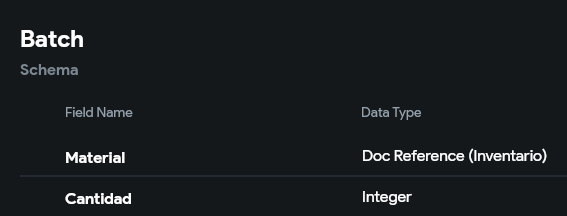 Batch
Schema
Field Name Data Type
Material Doc Reference (Inventario)
Cantidad Integer